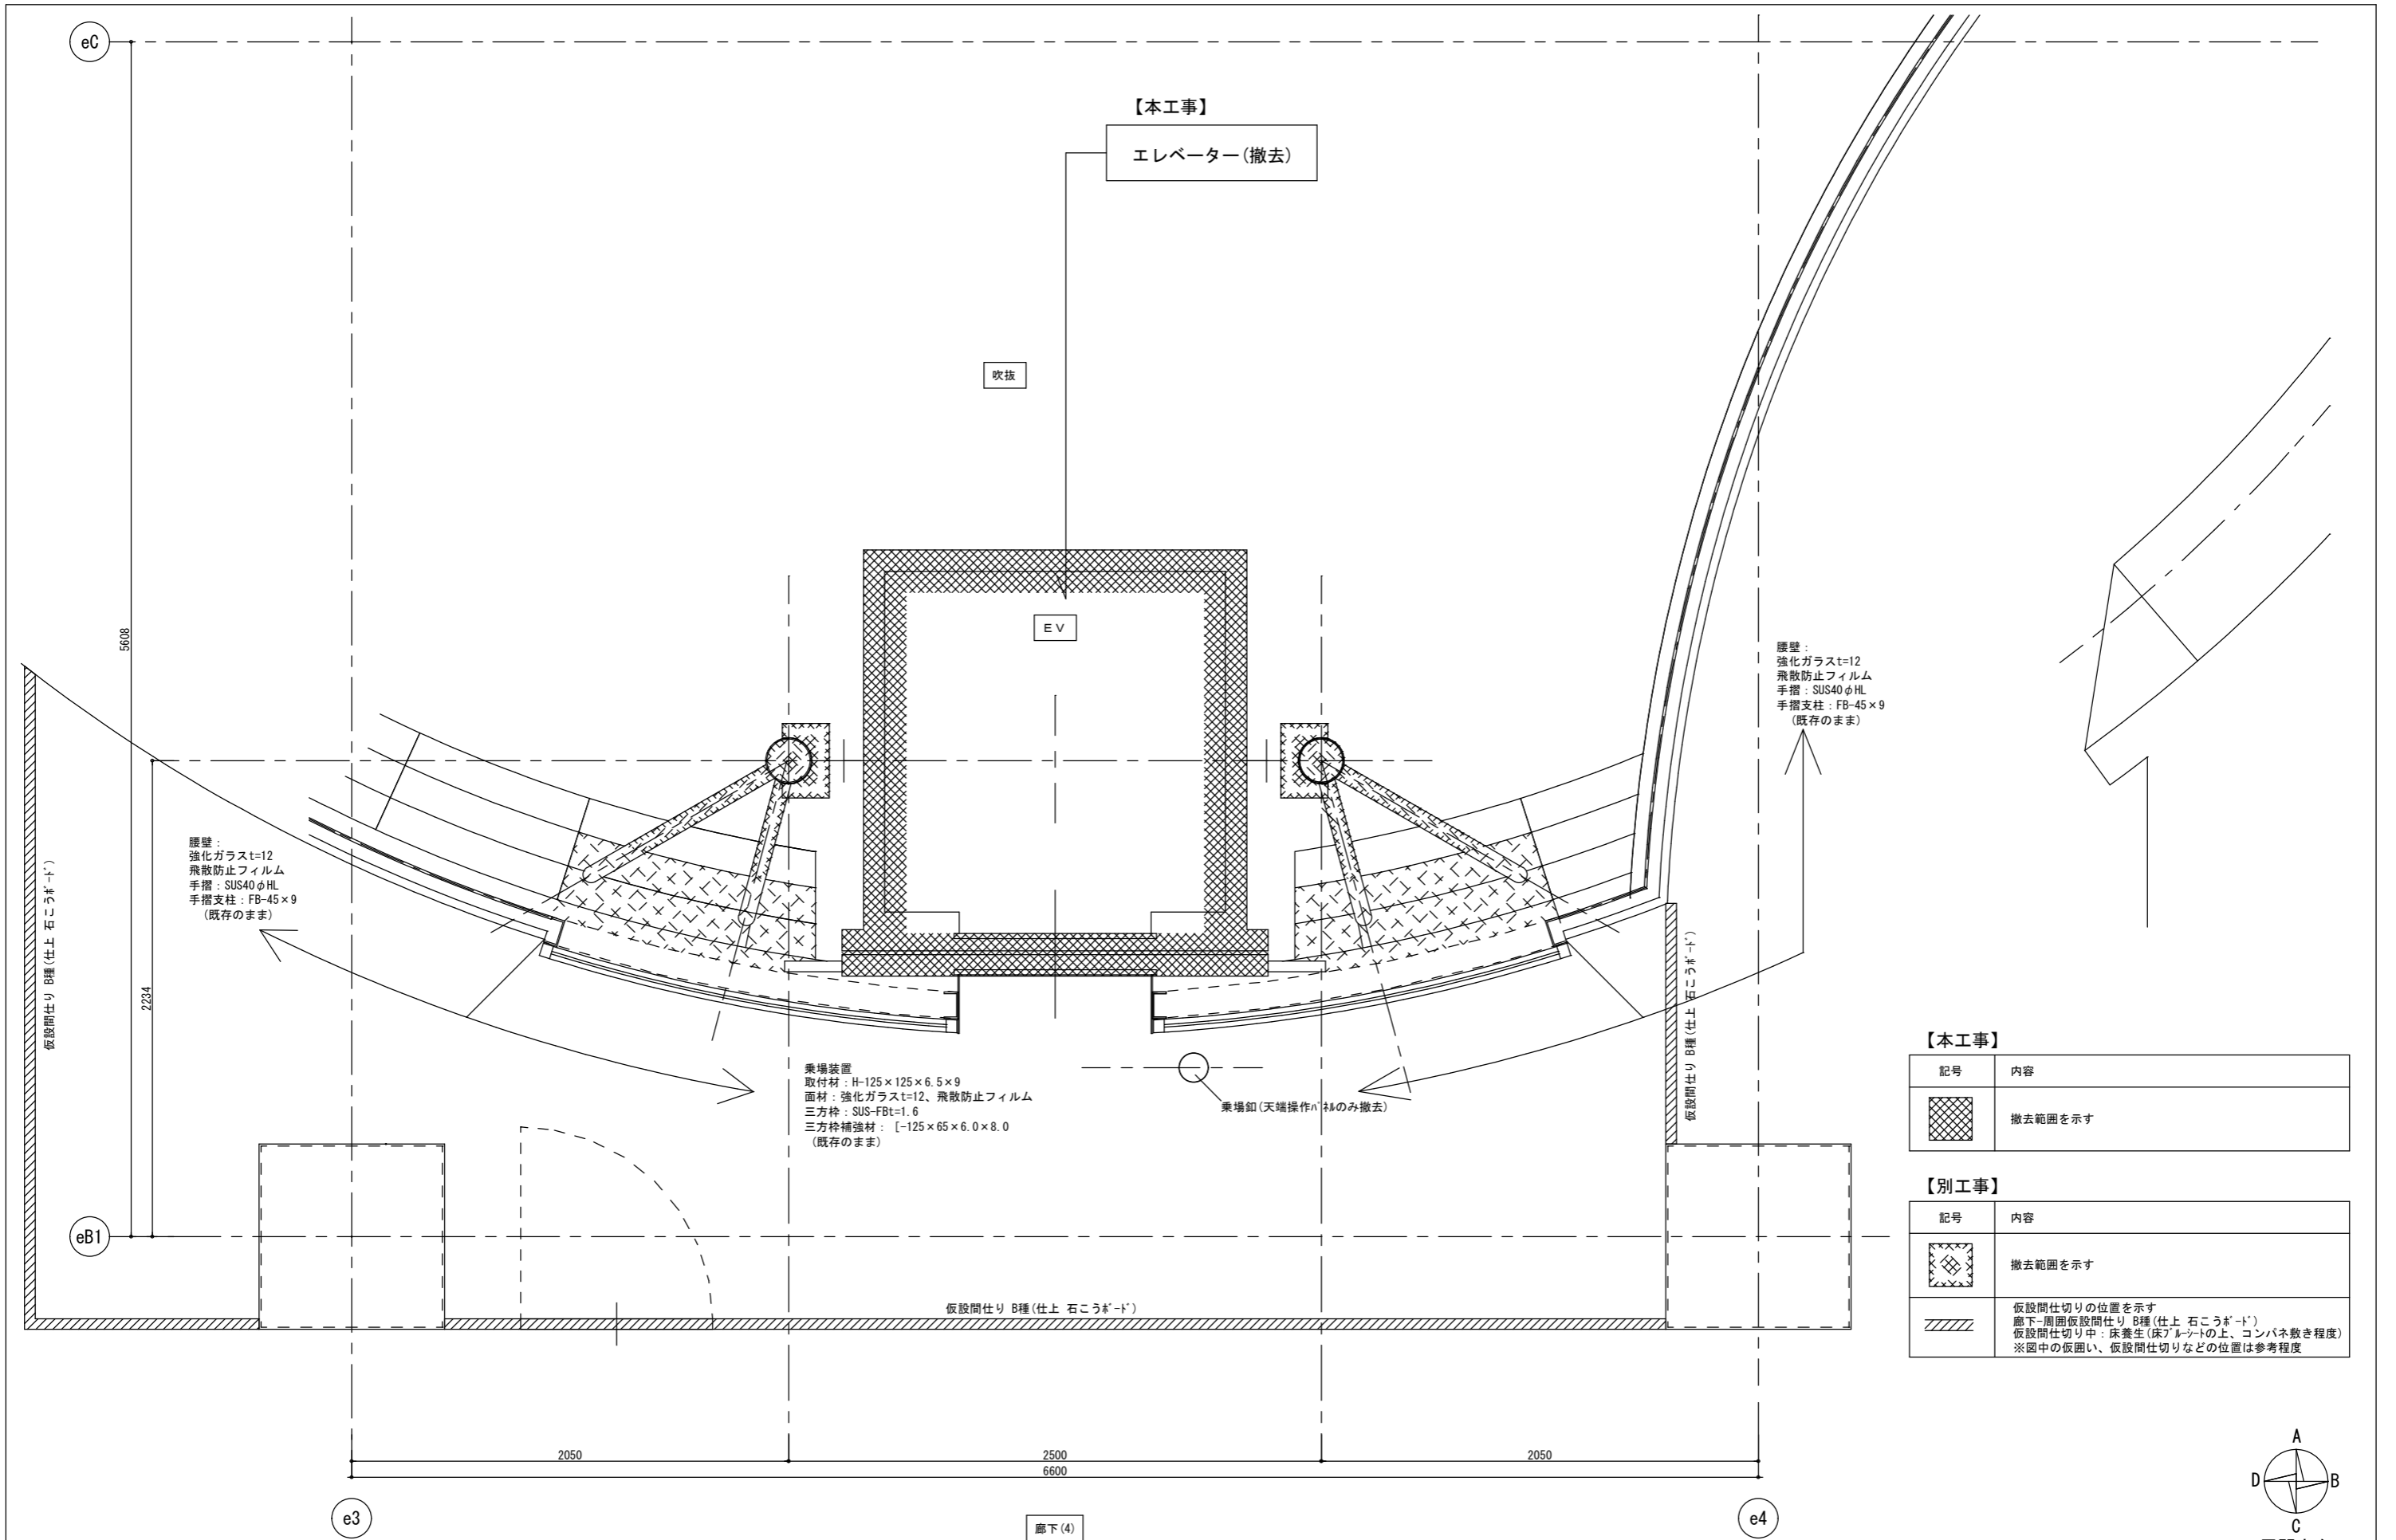 eC
【本工事】
エレベーター(撤去)
吹抜
EV
5608
2234
腰壁：
強化ガラスt=12
飛散防止フィルム
手摺：SUS40φHL
手摺支柱：FB-45×9
(既存のまま)
腰壁：
強化ガラスt=12
飛散防止フィルム
手摺：SUS40φHL
手摺支柱：FB-45×9
(既存のまま)
仮設間仕り B種(仕上 石こうボード)
仮設間仕り B種(仕上 石こうボード)
乗場装置
取付材：H-125×125×6.5×9
面材：強化ガラスt=12、飛散防止フィルム
三方枠：SUS-FBt=1.6
三方枠補強材：[-125×65×6.0×8.0
(既存のまま)
乗場釦(天端操作パネルのみ撤去)
【本工事】
記号 内容
撤去範囲を示す
【別工事】
記号 内容
撤去範囲を示す
仮設間仕切りの位置を示す
廊下-周囲仮設間仕り B種(仕上 石こうボード)
仮設間仕切り中：床養生(床ブルーシートの上、コンパネ敷き程度)
※図中の仮囲い、仮設間仕切りなどの位置は参考程度
eB1
仮設間仕り B種(仕上 石こうボード)
2050 2500 2050
6600
e3
e4
廊下(4)
A
D B
C